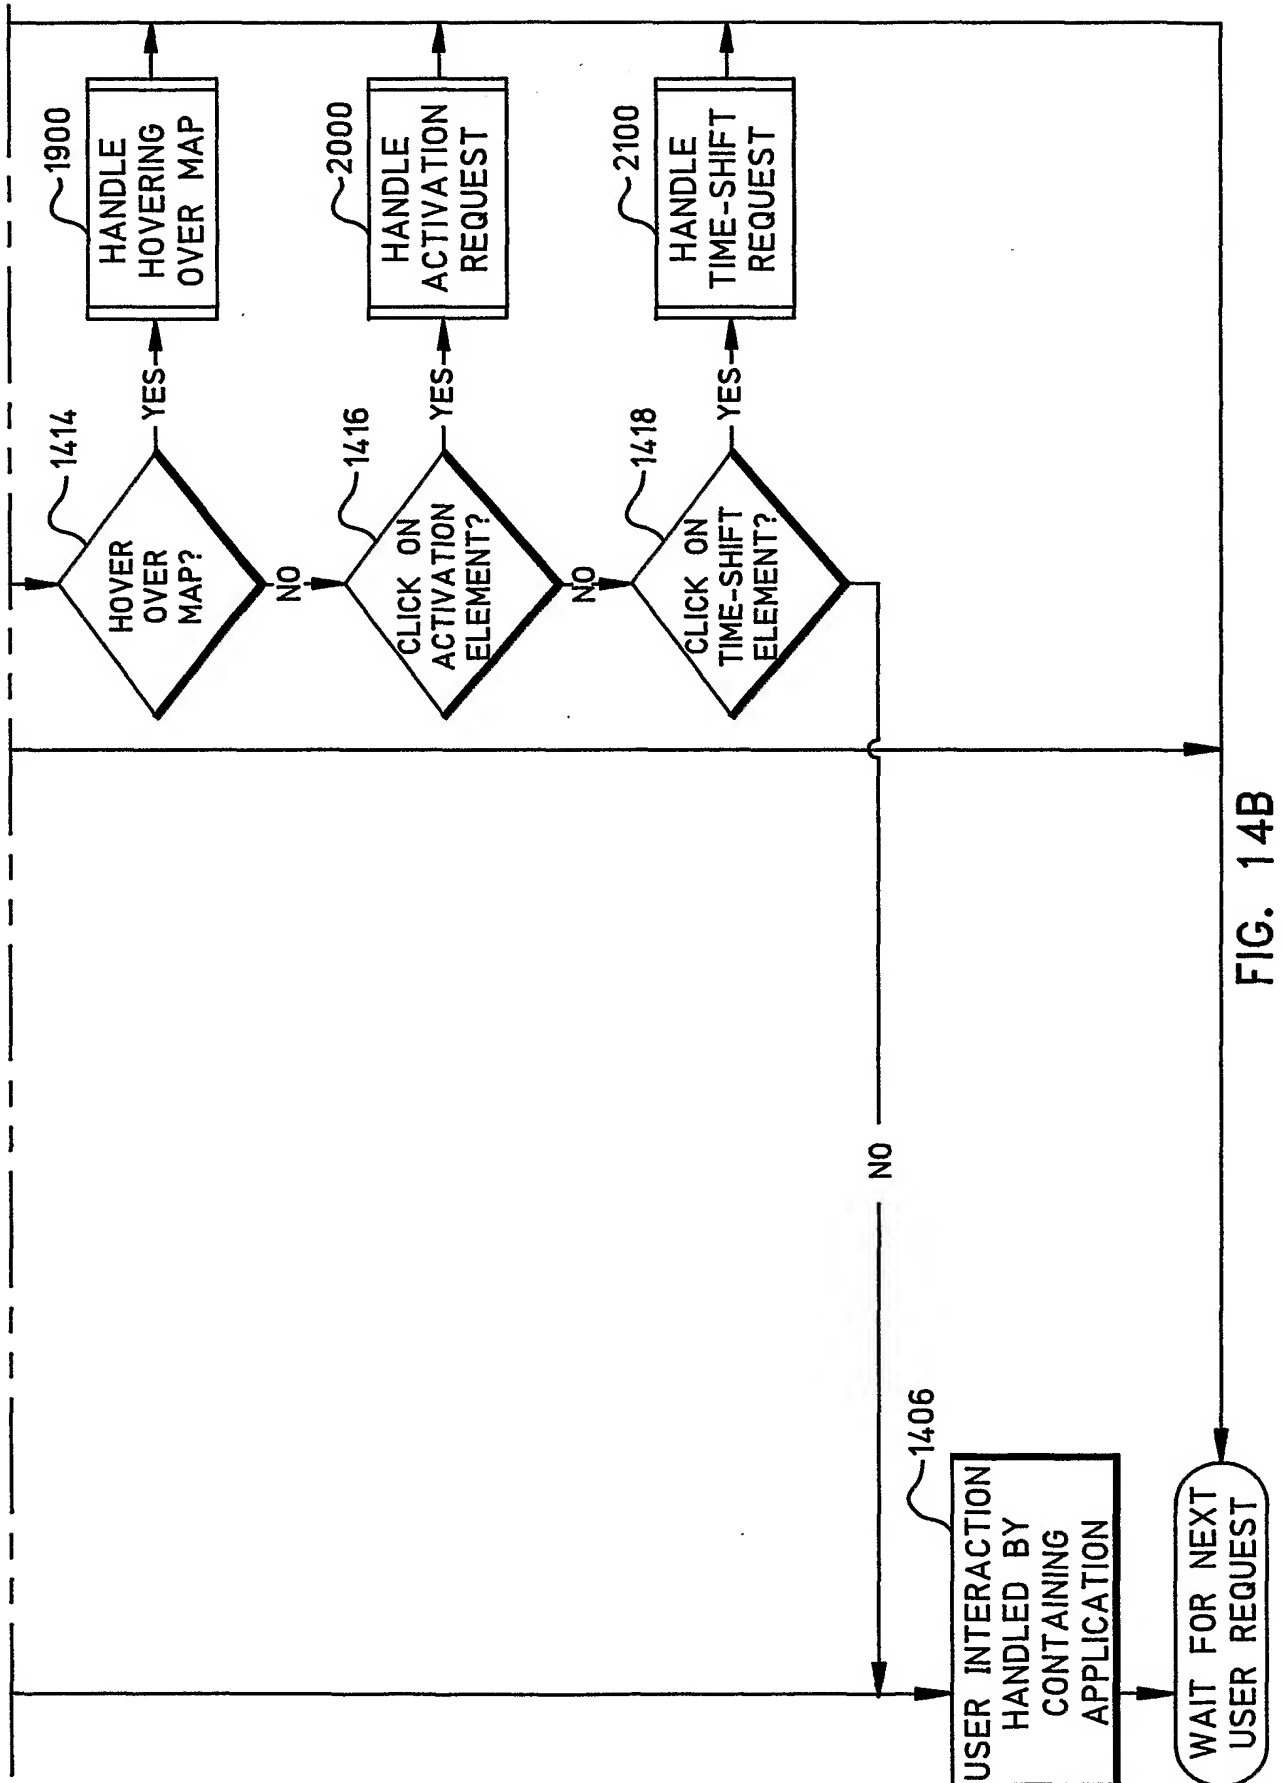 1414
HOVER
OVER
MAP?
YES
1900
HANDLE
HOVERING
OVER MAP
NO
1416
CLICK ON
ACTIVATION
ELEMENT?
YES
2000
HANDLE
ACTIVATION
REQUEST
NO
1418
CLICK ON
TIME-SHIFT
ELEMENT?
YES
2100
HANDLE
TIME-SHIFT
REQUEST
NO
1406
USER INTERACTION
HANDLED BY
CONTAINING
APPLICATION
WAIT FOR NEXT
USER REQUEST
FIG. 14B